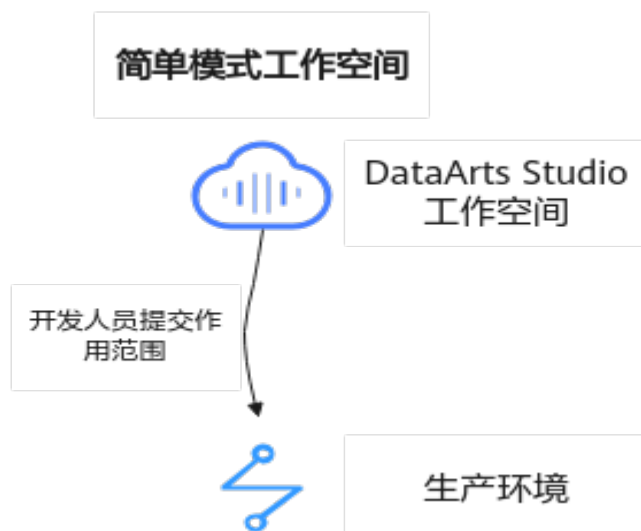 简单模式工作空间
DataArts Studio
工作空间
开发人员提交作
用范围
生产环境